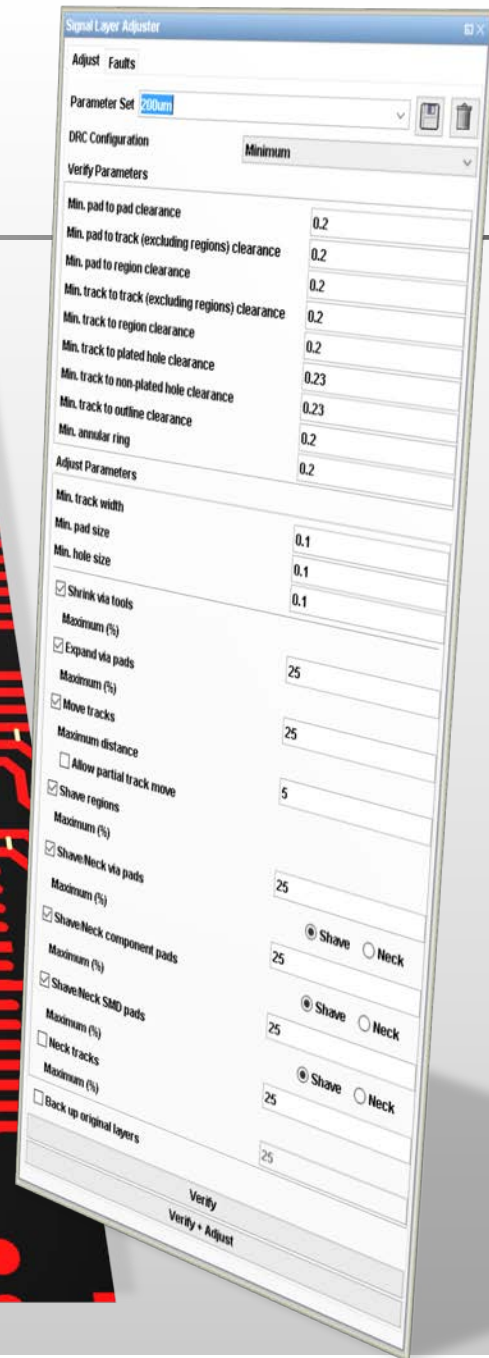 Signal Layer Adjuster
Adjust Faults
Parameter Set 200um
DRC Configuration Minimum
Verify Parameters
Min. pad to pad clearance 0.2
Min. pad to track (excluding regions) clearance 0.2
Min. pad to region clearance 0.2
Min. track to track (excluding regions) clearance 0.2
Min. track to region clearance 0.2
Min. track to plated hole clearance 0.23
Min. track to non-plated hole clearance 0.23
Min. track to outline clearance 0.2
Min. annular ring 0.2
Adjust Parameters
Min. track width 0.1
Min. pad size 0.1
Min. hole size 0.1
Shrink via tools
Maximum (%) 25
Expand via pads
Maximum (%) 25
Move tracks
Maximum distance 5
Allow partial track move
Shave regions
Maximum (%) 25
Shave/Neck via pads Shave Neck
Maximum (%) 25
Shave/Neck component pads Shave Neck
Maximum (%) 25
Shave/Neck SMD pads Shave Neck
Maximum (%) 25
Neck tracks
Maximum (%) 25
Back up original layers
Verify
Verify + Adjust